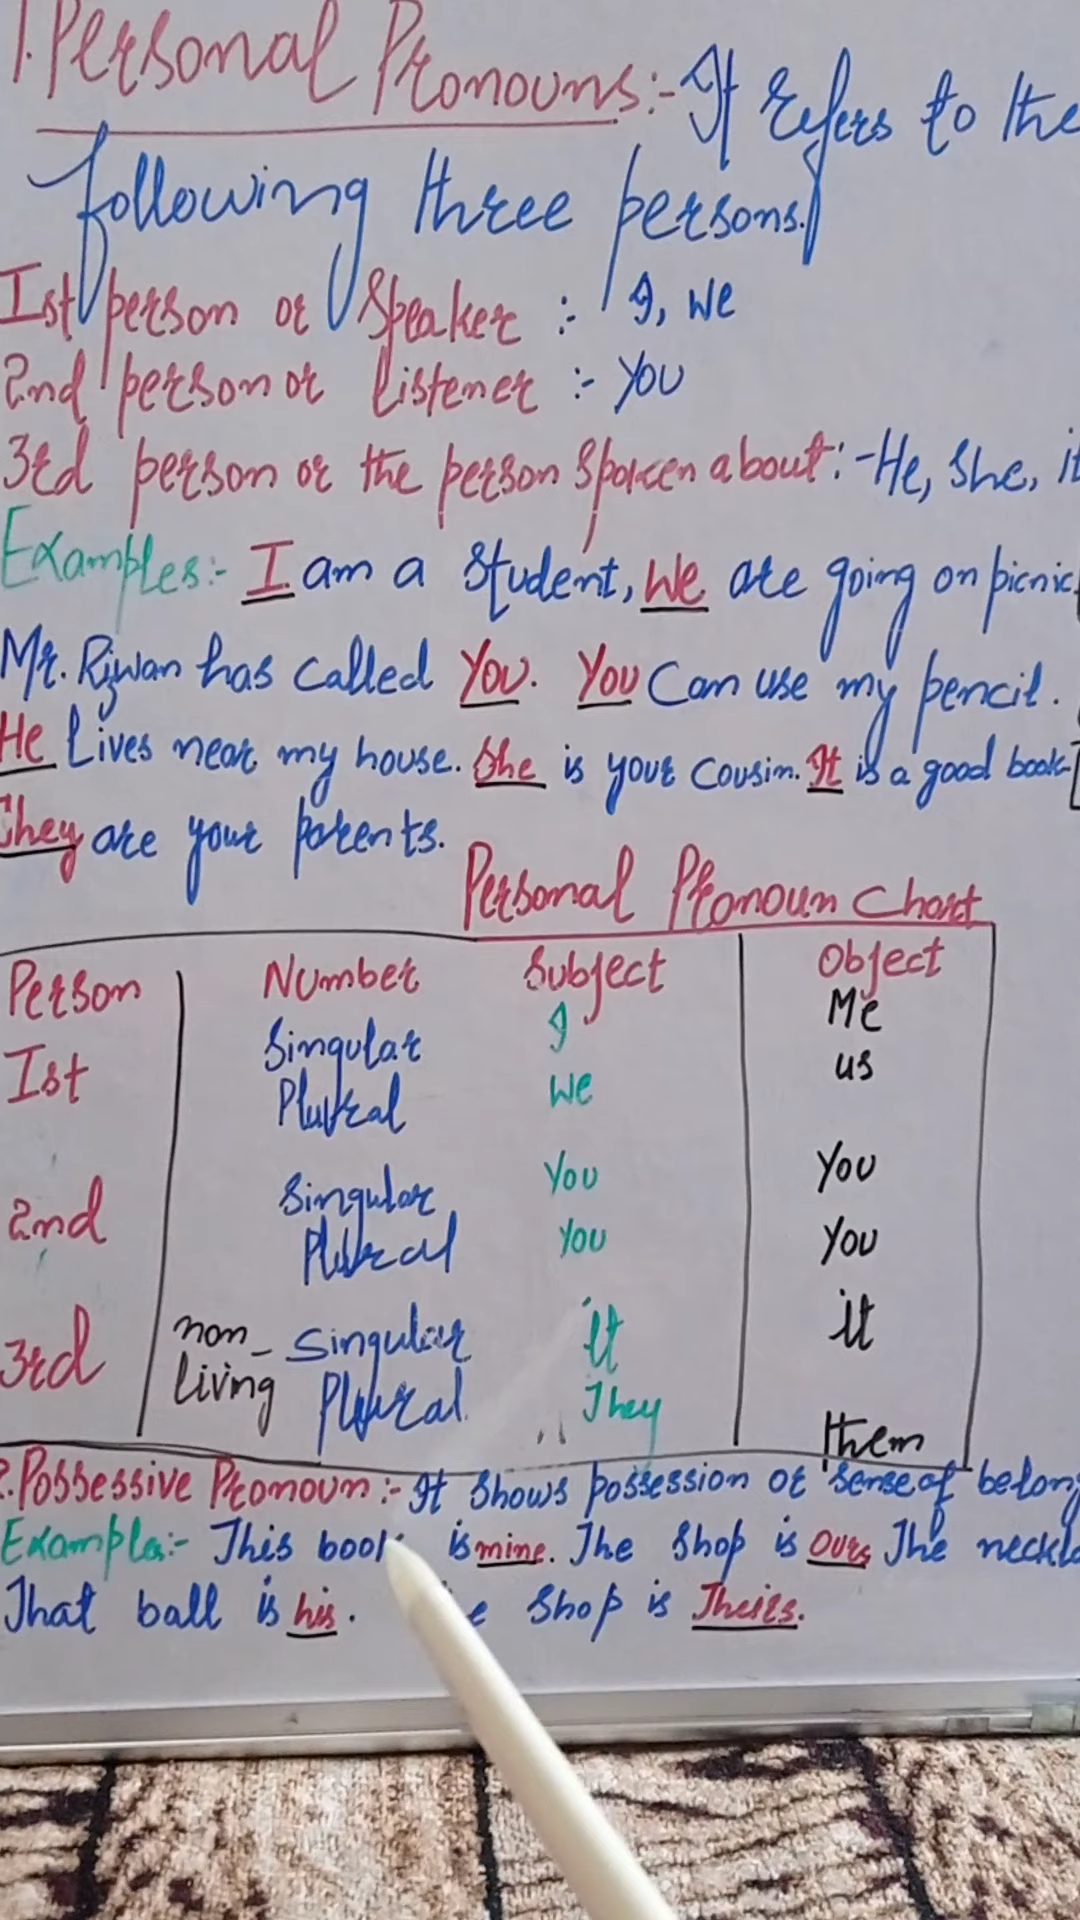 1. Personal Pronouns:- It refers to the
following three persons.
Ist person or Speaker :- I, We
2nd person or listener :- You
3rd person or the person spoken about:- He, She, it
Examples:- I am a Student, We are going on picnic.
Mr. Rizwan has called You. You Can use my pencil.
He Lives near my house. She is your Cousin. It is a good book
They are your parents.
Personal Pronoun Chart
Person Number Subject Object
Ist Singular I Me
Plural We us
2nd Singular You You
Plural You You
3rd non-living Singular it it
Plural They them
2. Possessive Pronoun:- It shows possession or sense of belong
Example:- This book is mine. The Shop is Ours The neckla
That ball is his. Shop is Theirs.